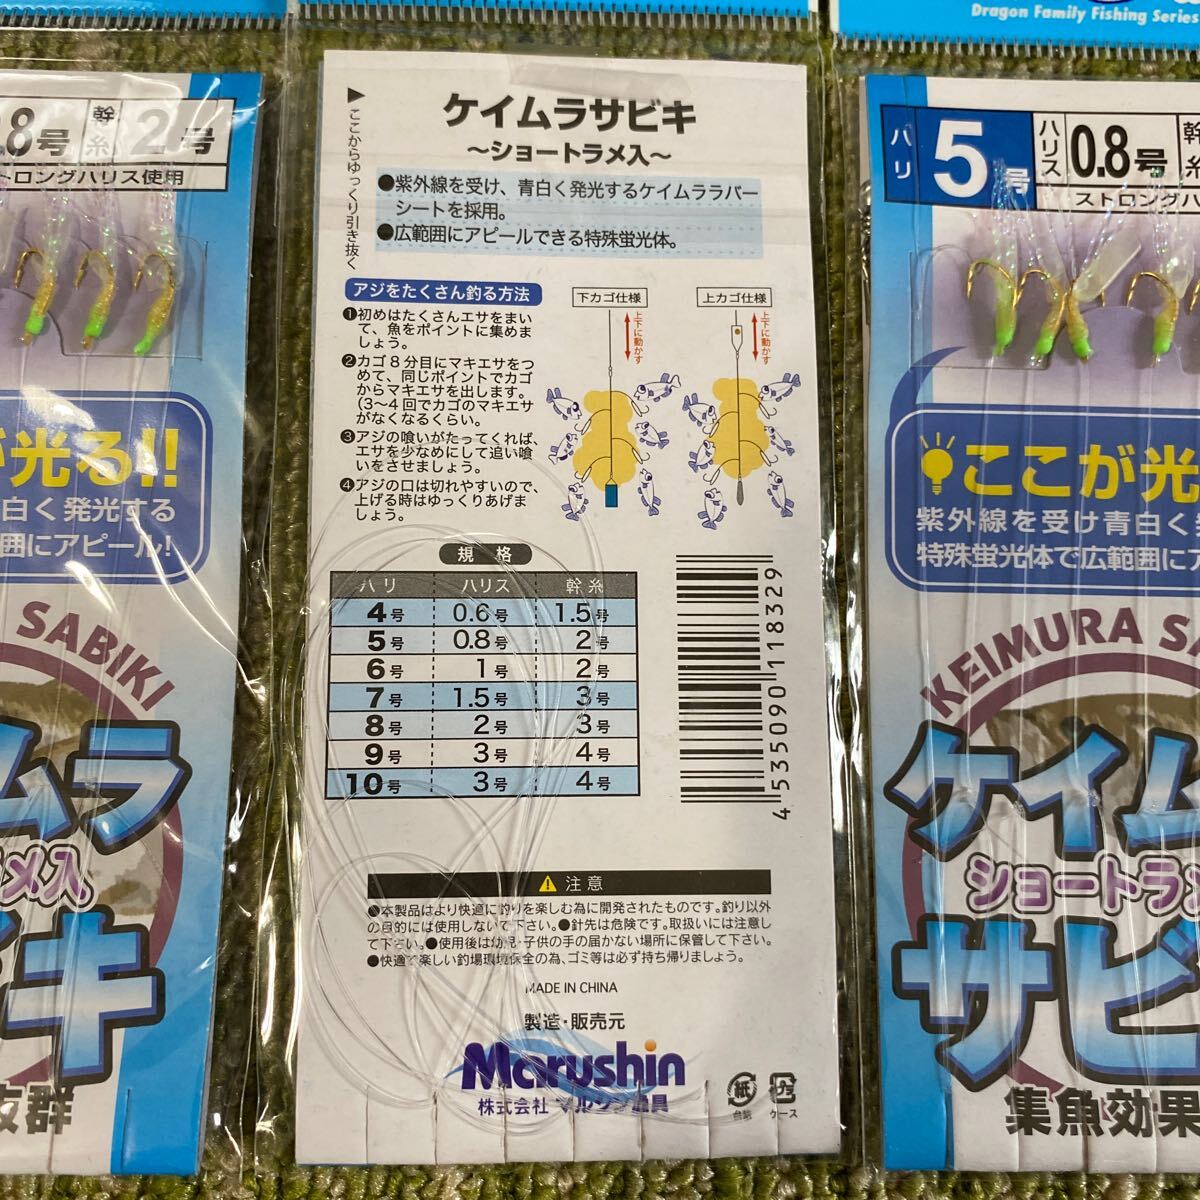 Dragon Family Fishing Series
.8号
幹糸
2号
トロングハリス使用
が光る!!
白く発光する
囲にアピール!
SABIKI
ムラ
メ入
キ
抜群
▶ここからゆっくり引き抜く
ケイムラサビキ
〜ショートラメ入〜
●紫外線を受け、青白く発光するケイムララバー
シートを採用。
●広範囲にアピールできる特殊蛍光体。
アジをたくさん釣る方法
❶初めはたくさんエサをまい
て、魚をポイントに集めま
しょう。
❷カゴ8分目にマキエサをつ
めて、同じポイントでカゴ
からマキエサを出します。
(3〜4回でカゴのマキエサ
がなくなるくらい。
❸アジの喰いがたってくれば、
エサを少なめにして追い喰
いをさせましょう。
❹アジの口は切れやすいので、
上げる時はゆっくりあげま
しょう。
下カゴ仕様
上下に動かす
上カゴ仕様
上下に動かす
規格
ハリ ハリス 幹糸
4号 0.6号 1.5号
5号 0.8号 2号
6号 1号 2号
7号 1.5号 3号
8号 2号 3号
9号 3号 4号
10号 3号 4号
4535090118329
注意
●本製品はより快適に釣りを楽しむ為に開発されたものです。釣り以外
の目的には使用しないで下さい。●針先は危険です。取扱いには注意し
て下さい。●使用後は幼児・子供の手の届かない場所に保管して下さい。
●快適で楽しい釣場環境保全の為、ゴミ等は必ず持ち帰りましょう。
MADE IN CHINA
製造・販売元
Marushin
株式会社 マルシン漁具
紙
台紙
プラ
ケース
ハリ
5号
ハリス
0.8号
幹糸
ストロングハ
ここが光
紫外線を受け青白く
特殊蛍光体で広範囲に
KEIMURA SA
ケイム
ショートラメ
サビ
集魚効果